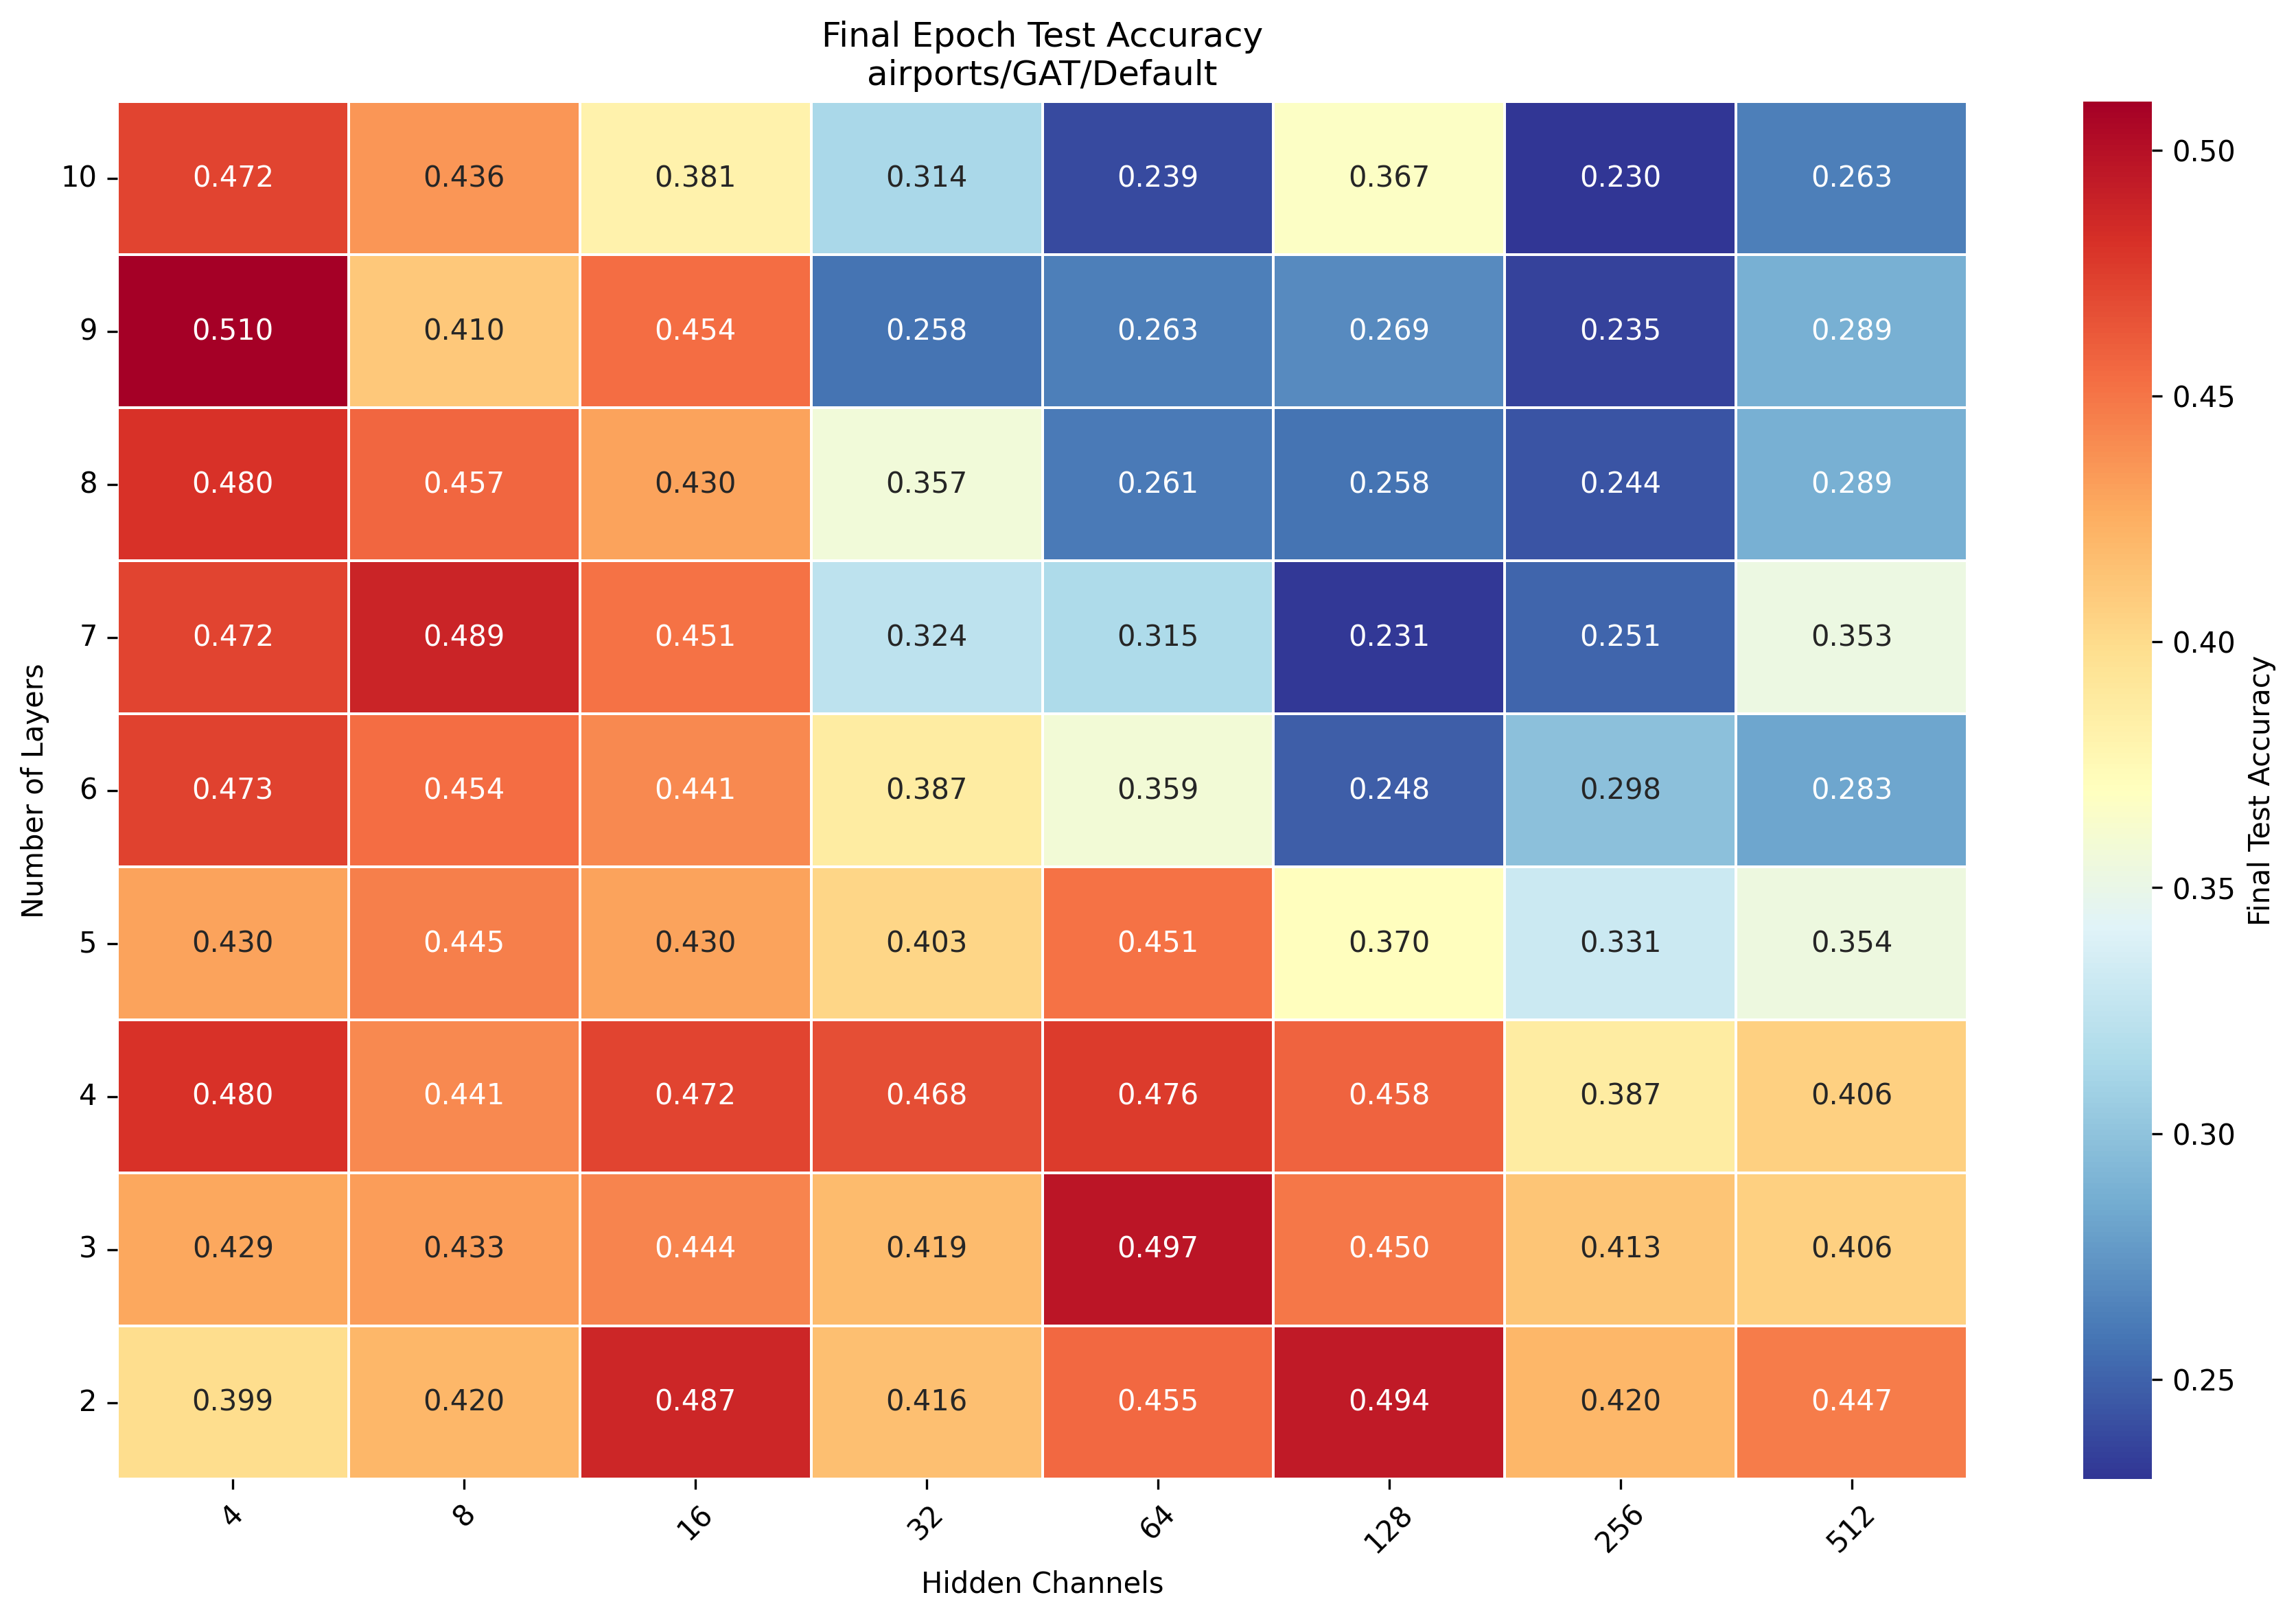 Final Epoch Test Accuracy
airports/GAT/Default
Number of Layers
10 0.472 0.436 0.381 0.314 0.239 0.367 0.230 0.263
9 0.510 0.410 0.454 0.258 0.263 0.269 0.235 0.289
8 0.480 0.457 0.430 0.357 0.261 0.258 0.244 0.289
7 0.472 0.489 0.451 0.324 0.315 0.231 0.251 0.353
6 0.473 0.454 0.441 0.387 0.359 0.248 0.298 0.283
5 0.430 0.445 0.430 0.403 0.451 0.370 0.331 0.354
4 0.480 0.441 0.472 0.468 0.476 0.458 0.387 0.406
3 0.429 0.433 0.444 0.419 0.497 0.450 0.413 0.406
2 0.399 0.420 0.487 0.416 0.455 0.494 0.420 0.447
4 8 16 32 64 128 256 512
Hidden Channels
0.50
0.45
0.40
0.35
0.30
0.25
Final Test Accuracy